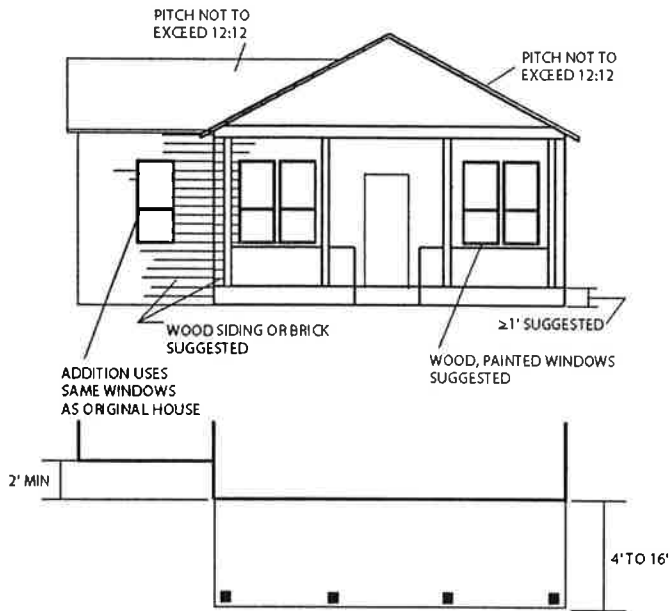 PITCH NOT TO
EXCEED 12:12
PITCH NOT TO
EXCEED 12:12
WOOD SIDING OR BRICK
SUGGESTED
≥1' SUGGESTED
WOOD, PAINTED WINDOWS
SUGGESTED
ADDITION USES
SAME WINDOWS
AS ORIGINAL HOUSE
2' MIN
4' TO 16'